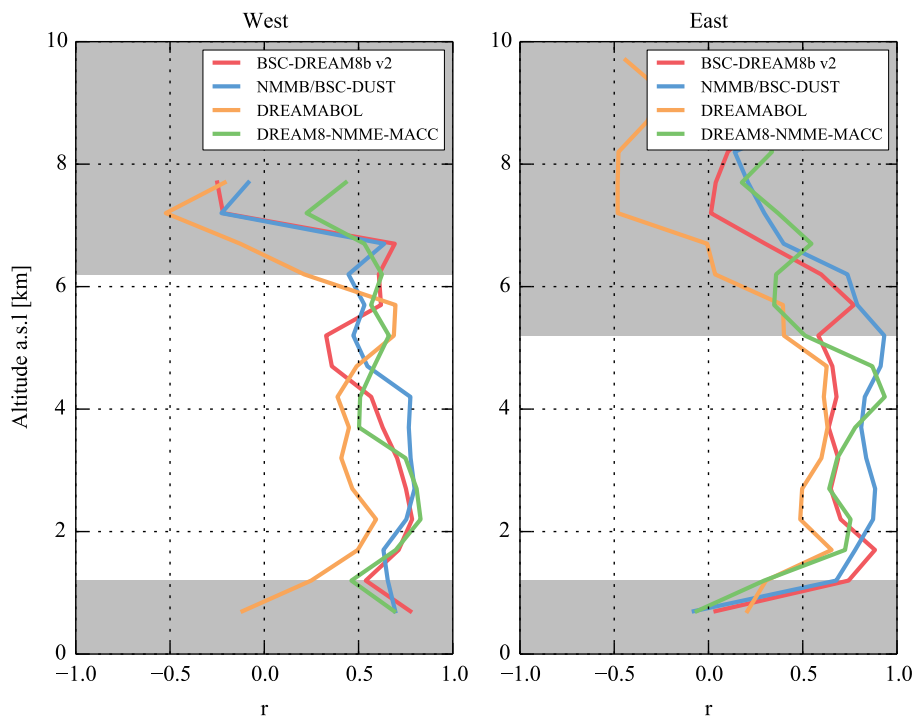 West
East
Altitude a.s.l [km]
10
8
6
4
2
0
BSC-DREAM8b v2
NMMB/BSC-DUST
DREAMABOL
DREAM8-NMME-MACC
−1.0
−0.5
0.0
0.5
1.0
r
10
8
6
4
2
0
BSC-DREAM8b v2
NMMB/BSC-DUST
DREAMABOL
DREAM8-NMME-MACC
−1.0
−0.5
0.0
0.5
1.0
r